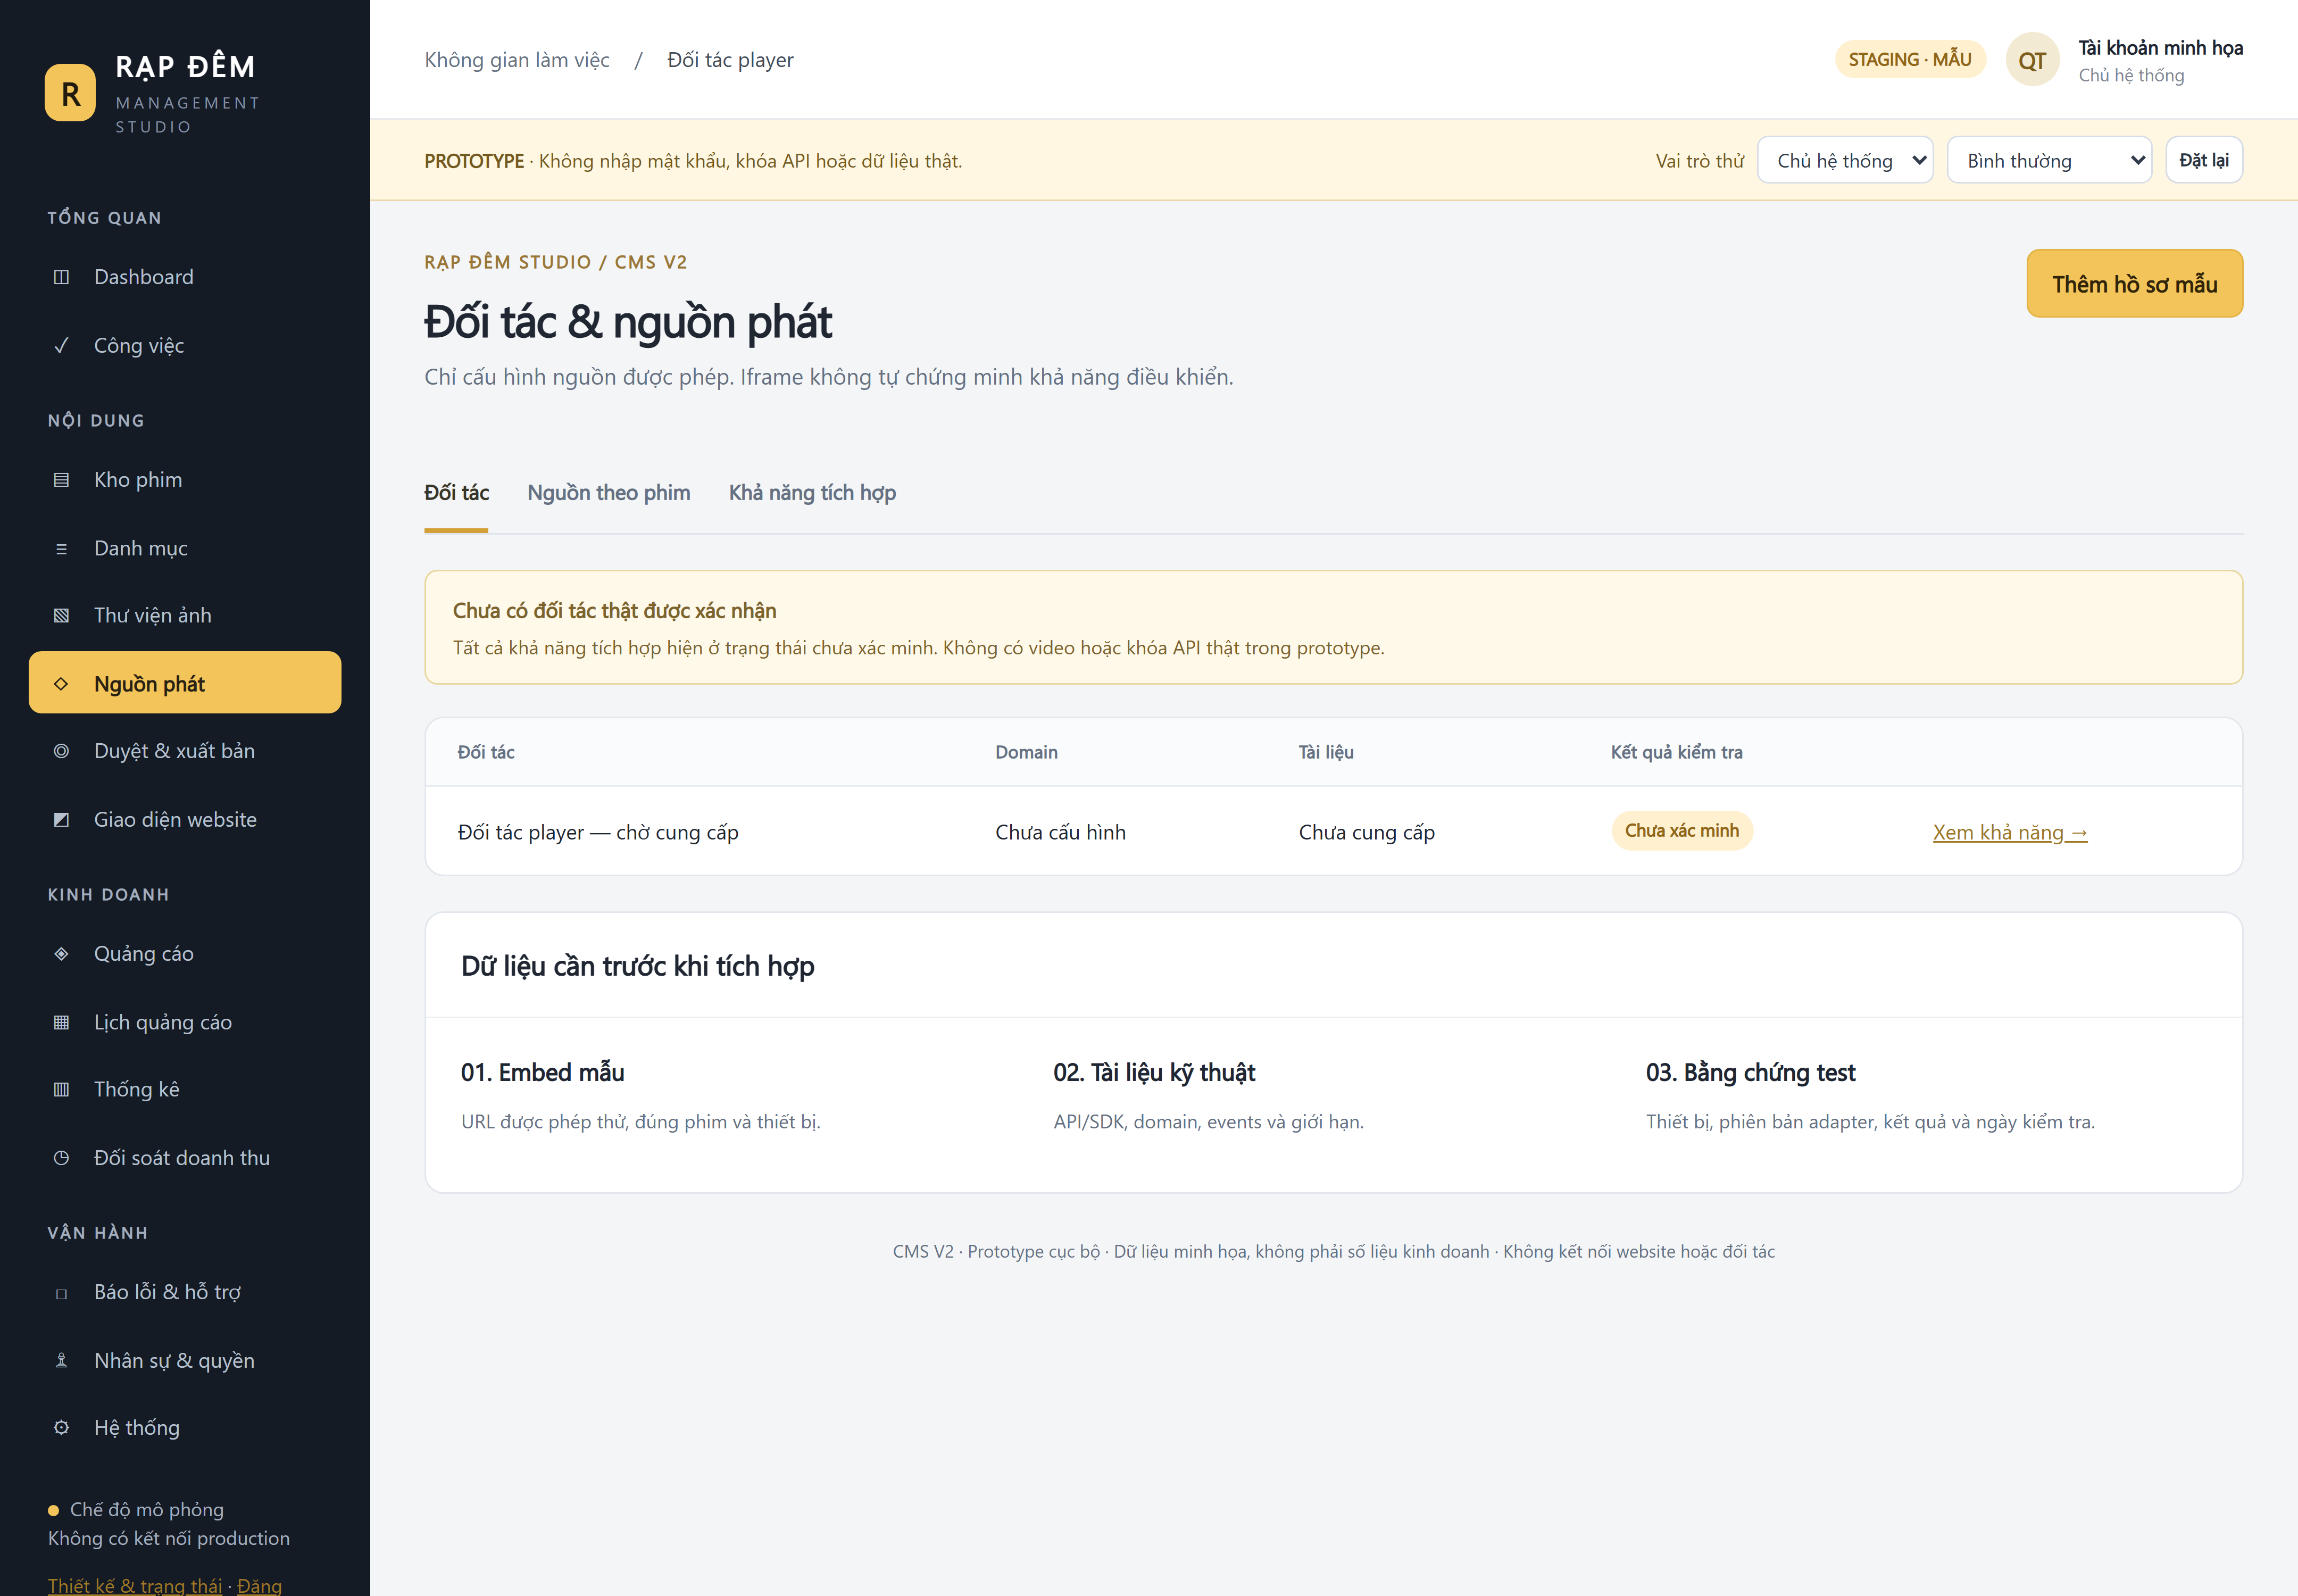 R
RẠP ĐÊM
MANAGEMENT
STUDIO
TỔNG QUAN
Dashboard
Công việc
NỘI DUNG
Kho phim
Danh mục
Thư viện ảnh
Nguồn phát
Duyệt & xuất bản
Giao diện website
KINH DOANH
Quảng cáo
Lịch quảng cáo
Thống kê
Đối soát doanh thu
VẬN HÀNH
Báo lỗi & hỗ trợ
Nhân sự & quyền
Hệ thống
Chế độ mô phỏng
Không có kết nối production
Thiết kế & trạng thái · Đăng
Không gian làm việc / Đối tác player
STAGING · MẪU
QT
Tài khoản minh họa
Chủ hệ thống
PROTOTYPE · Không nhập mật khẩu, khóa API hoặc dữ liệu thật.
Vai trò thử
Chủ hệ thống
Bình thường
Đặt lại
RẠP ĐÊM STUDIO / CMS V2
Đối tác & nguồn phát
Chỉ cấu hình nguồn được phép. Iframe không tự chứng minh khả năng điều khiển.
Thêm hồ sơ mẫu
Đối tác Nguồn theo phim Khả năng tích hợp
Chưa có đối tác thật được xác nhận
Tất cả khả năng tích hợp hiện ở trạng thái chưa xác minh. Không có video hoặc khóa API thật trong prototype.
Đối tác Domain Tài liệu Kết quả kiểm tra
Đối tác player — chờ cung cấp Chưa cấu hình Chưa cung cấp Chưa xác minh Xem khả năng →
Dữ liệu cần trước khi tích hợp
01. Embed mẫu
URL được phép thử, đúng phim và thiết bị.
02. Tài liệu kỹ thuật
API/SDK, domain, events và giới hạn.
03. Bằng chứng test
Thiết bị, phiên bản adapter, kết quả và ngày kiểm tra.
CMS V2 · Prototype cục bộ · Dữ liệu minh họa, không phải số liệu kinh doanh · Không kết nối website hoặc đối tác